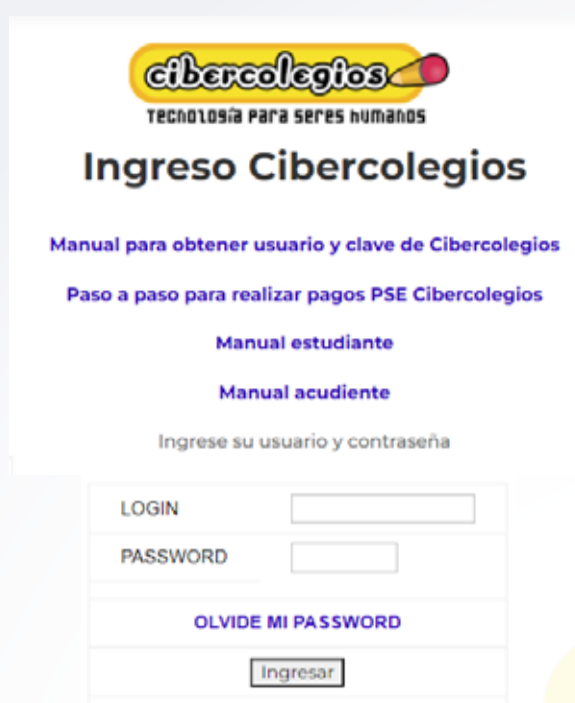 cibercolegios
Tecnología para seres humanos
Ingreso Cibercolegios
Manual para obtener usuario y clave de Cibercolegios
Paso a paso para realizar pagos PSE Cibercolegios
Manual estudiante
Manual acudiente
Ingrese su usuario y contraseña
LOGIN
PASSWORD
OLVIDE MI PASSWORD
Ingresar